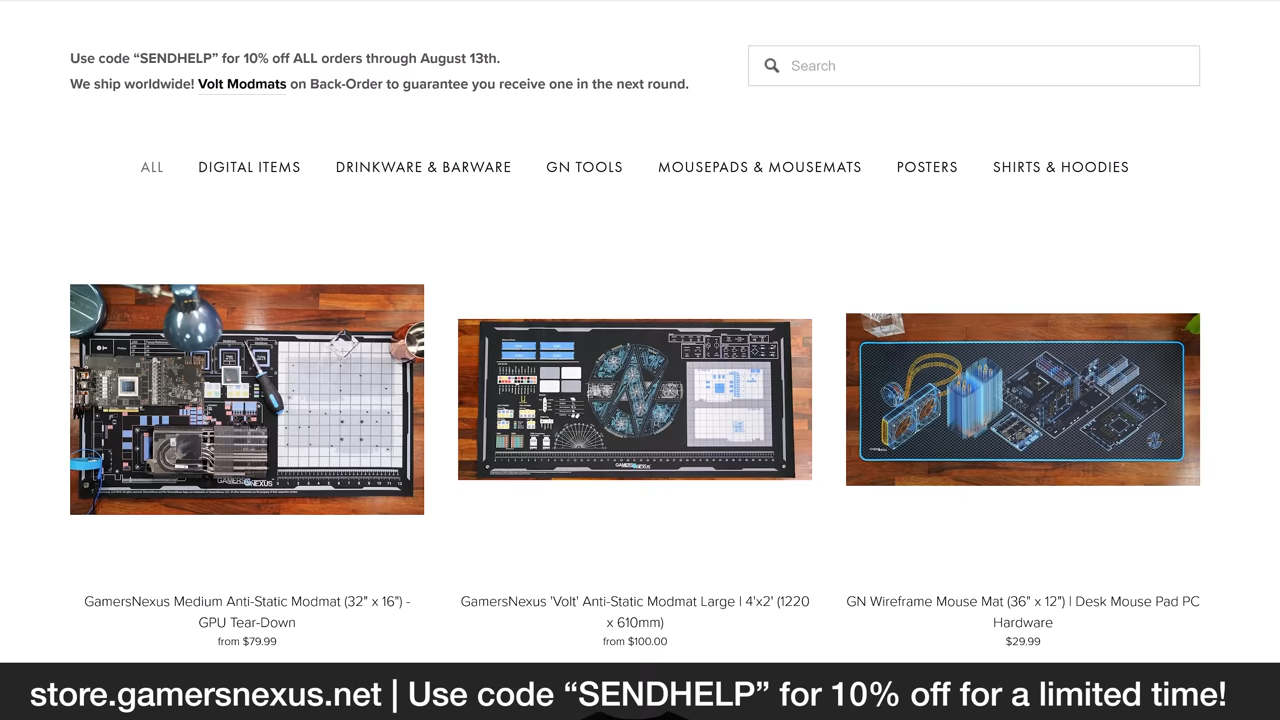 Use code “SENDHELP” for 10% off ALL orders through August 13th.
We ship worldwide! Volt Modmats on Back-Order to guarantee you receive one in the next round.
Search
ALL
DIGITAL ITEMS
DRINKWARE & BARWARE
GN TOOLS
MOUSEPADS & MOUSEMATS
POSTERS
SHIRTS & HOODIES
GAMERSNEXUS
GAMERSNEXUS
GamersNexus Medium Anti-Static Modmat (32" x 16") -
GPU Tear-Down
from $79.99
GamersNexus 'Volt' Anti-Static Modmat Large | 4'x2' (1220
x 610mm)
from $100.00
GN Wireframe Mouse Mat (36" x 12") | Desk Mouse Pad PC
Hardware
$29.99
store.gamersnexus.net | Use code “SENDHELP” for 10% off for a limited time!